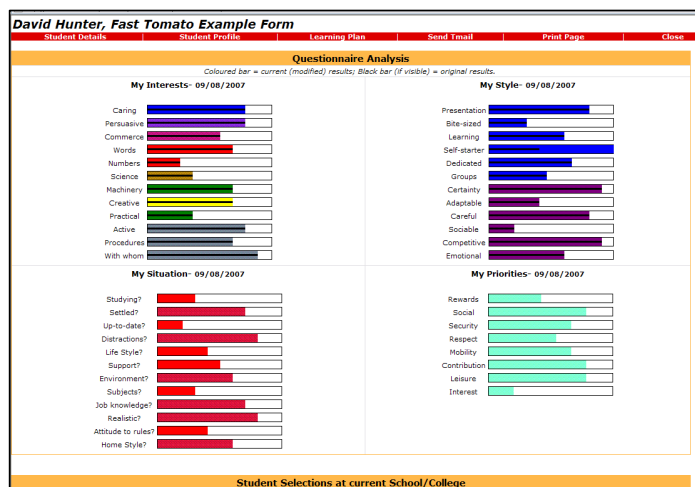 David Hunter, Fast Tomato Example Form
Student Details Student Profile Learning Plan Send Tmail Print Page Close
Questionnaire Analysis
Coloured bar = current (modified) results; Black bar (if visible) = original results.
My Interests- 09/08/2007
Caring
Persuasive
Commerce
Words
Numbers
Science
Machinery
Creative
Practical
Active
Procedures
With whom
My Style- 09/08/2007
Presentation
Bite-sized
Learning
Self-starter
Dedicated
Groups
Certainty
Adaptable
Careful
Sociable
Competitive
Emotional
My Situation- 09/08/2007
Studying?
Settled?
Up-to-date?
Distractions?
Life Style?
Support?
Environment?
Subjects?
Job knowledge?
Realistic?
Attitude to rules?
Home Style?
My Priorities- 09/08/2007
Rewards
Social
Security
Respect
Mobility
Contribution
Leisure
Interest
Student Selections at current School/College